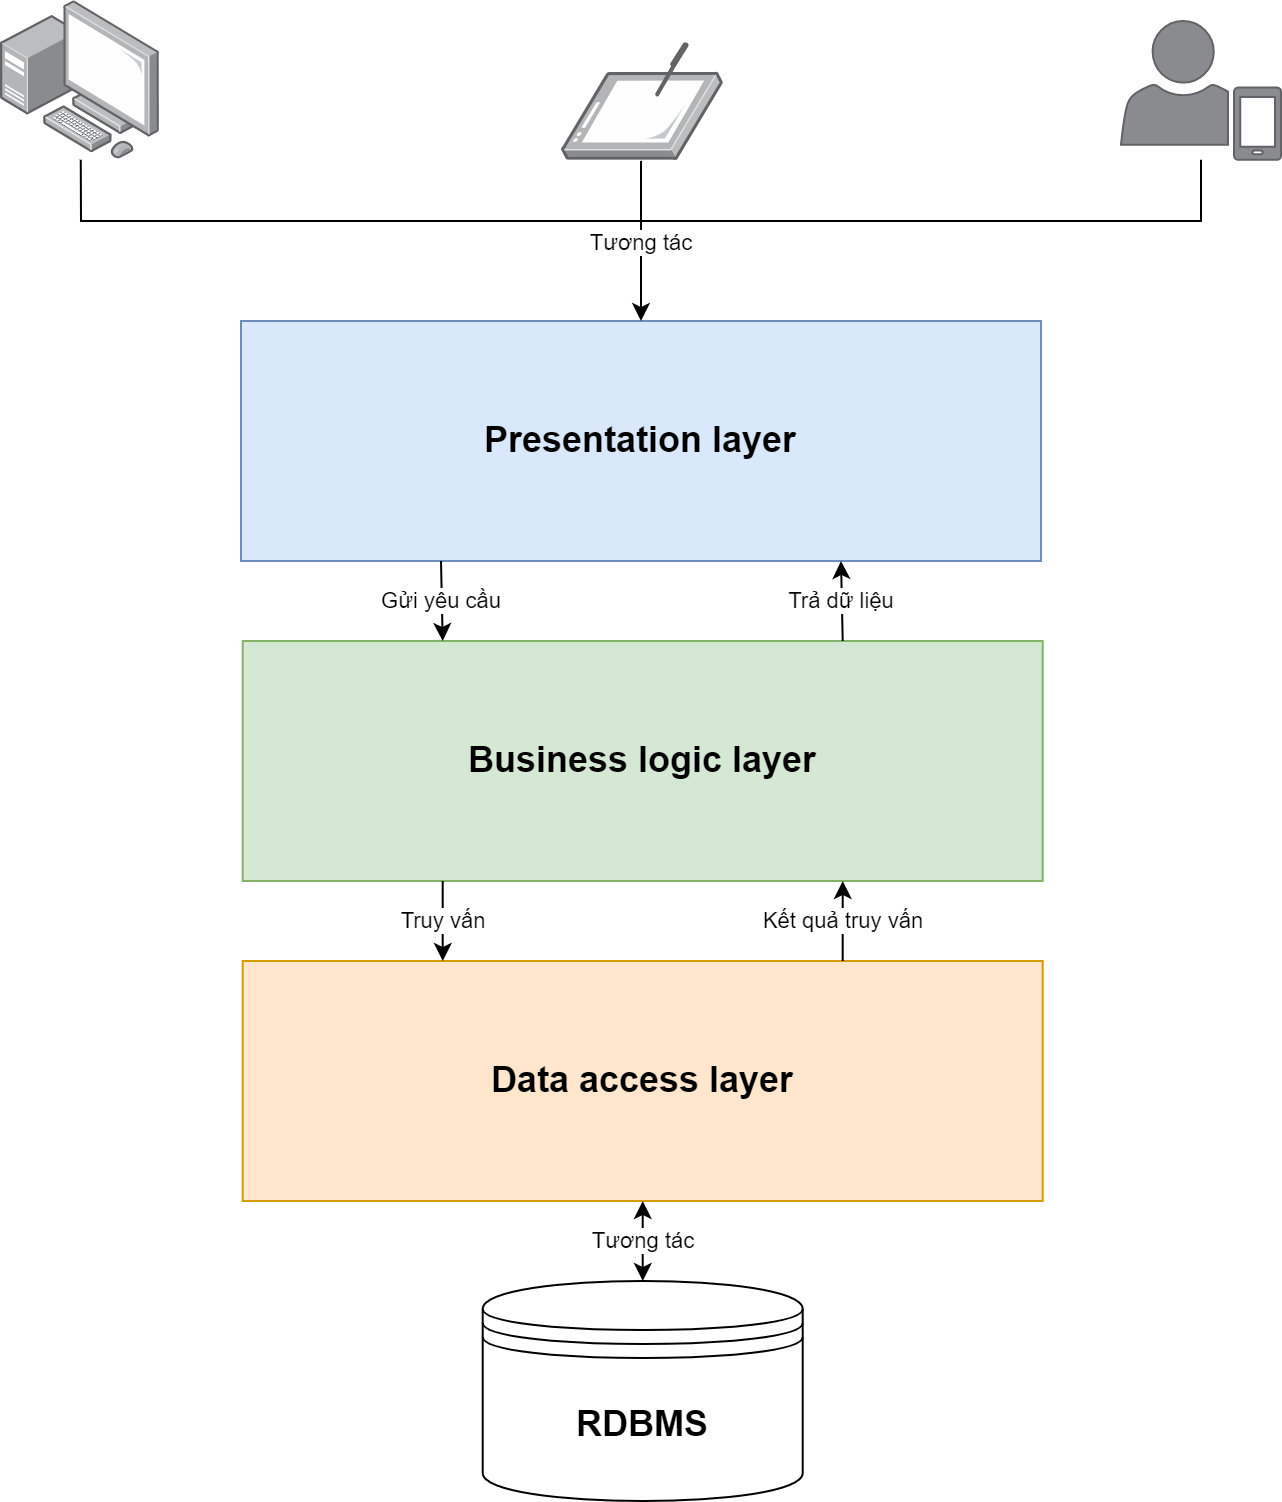 Tương tác
Presentation layer
Gửi yêu cầu
Trả dữ liệu
Business logic layer
Truy vấn
Kết quả truy vấn
Data access layer
Tương tác
RDBMS